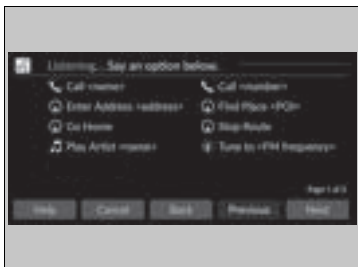 Listening... Say an option below.
Call <name>
Call <number>
Enter Address <address>
Find Place <POI>
Go Home
Stop Route
Play Artist <name>
Tune to <FM frequency>
Page 1 of 3
Help Cancel Back Previous Next